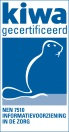 kiwa
gecertificeerd
NEN 7510
INFORMATIEVOORZIENING
IN DE ZORG